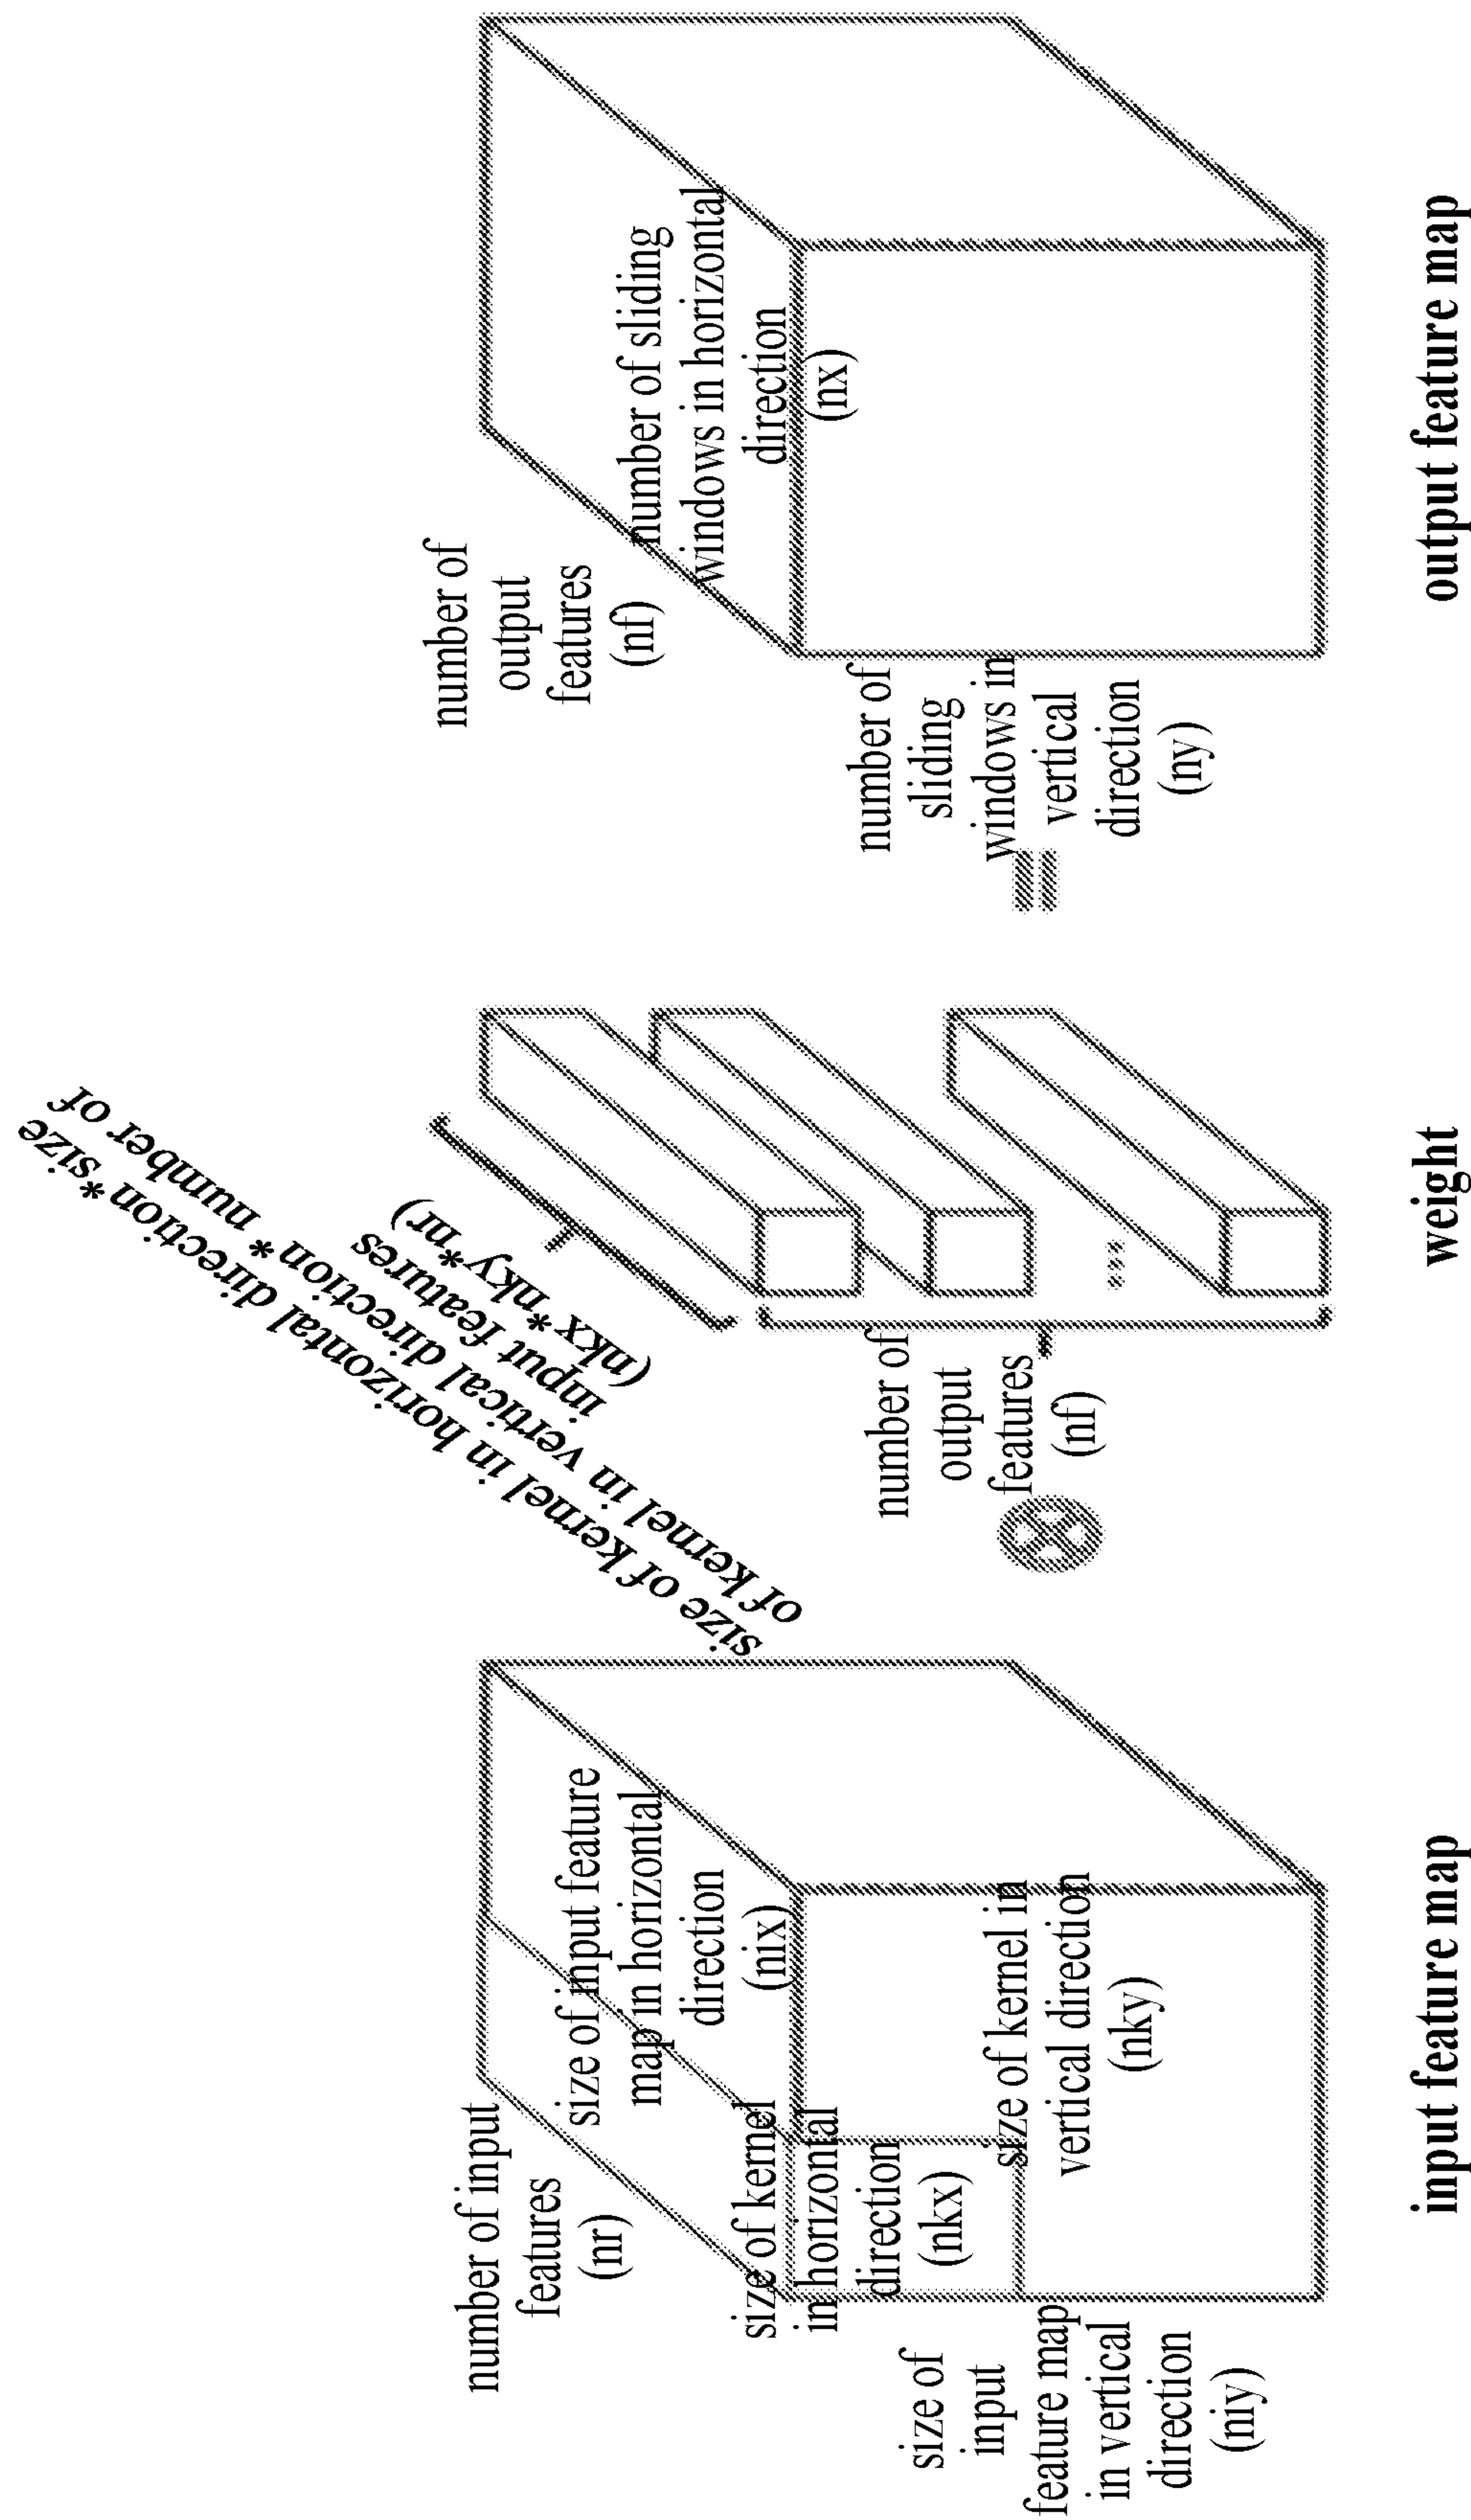 number of input
features
(nr)
size of input feature
map in horizontal
direction
(nix)
size of kernel
in horizontal
direction
(nkx)
size of kernel in
vertical direction
(nky)
size of
input
feature map
in vertical
direction
(niy)
input feature map
size of kernel in horizontal direction*size
of kernel in vertical direction*number of
input features
(nkx*nky*nr)
number of
output
features
(nf)
...
weight
number of
output
features
(nf)
number of sliding
windows in horizontal
direction
(nx)
number of
sliding
windows in
vertical
direction
(ny)
output feature map